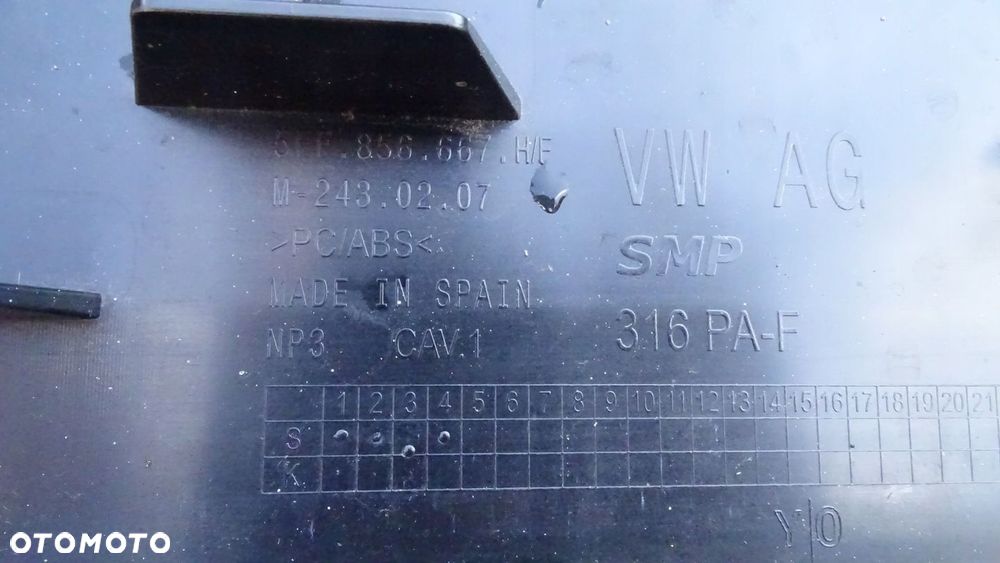 .856.667.H/F
M-243.02.07
>PC/ABS<
MADE IN SPAIN
NP3 CAV.1
VW AG
SMP
316 PA-F
1 2 3 4 5 6 7 8 9 10 11 12 13 14 15 16 17 18 19 20 21
S
K
Y|0
OTOMOTO